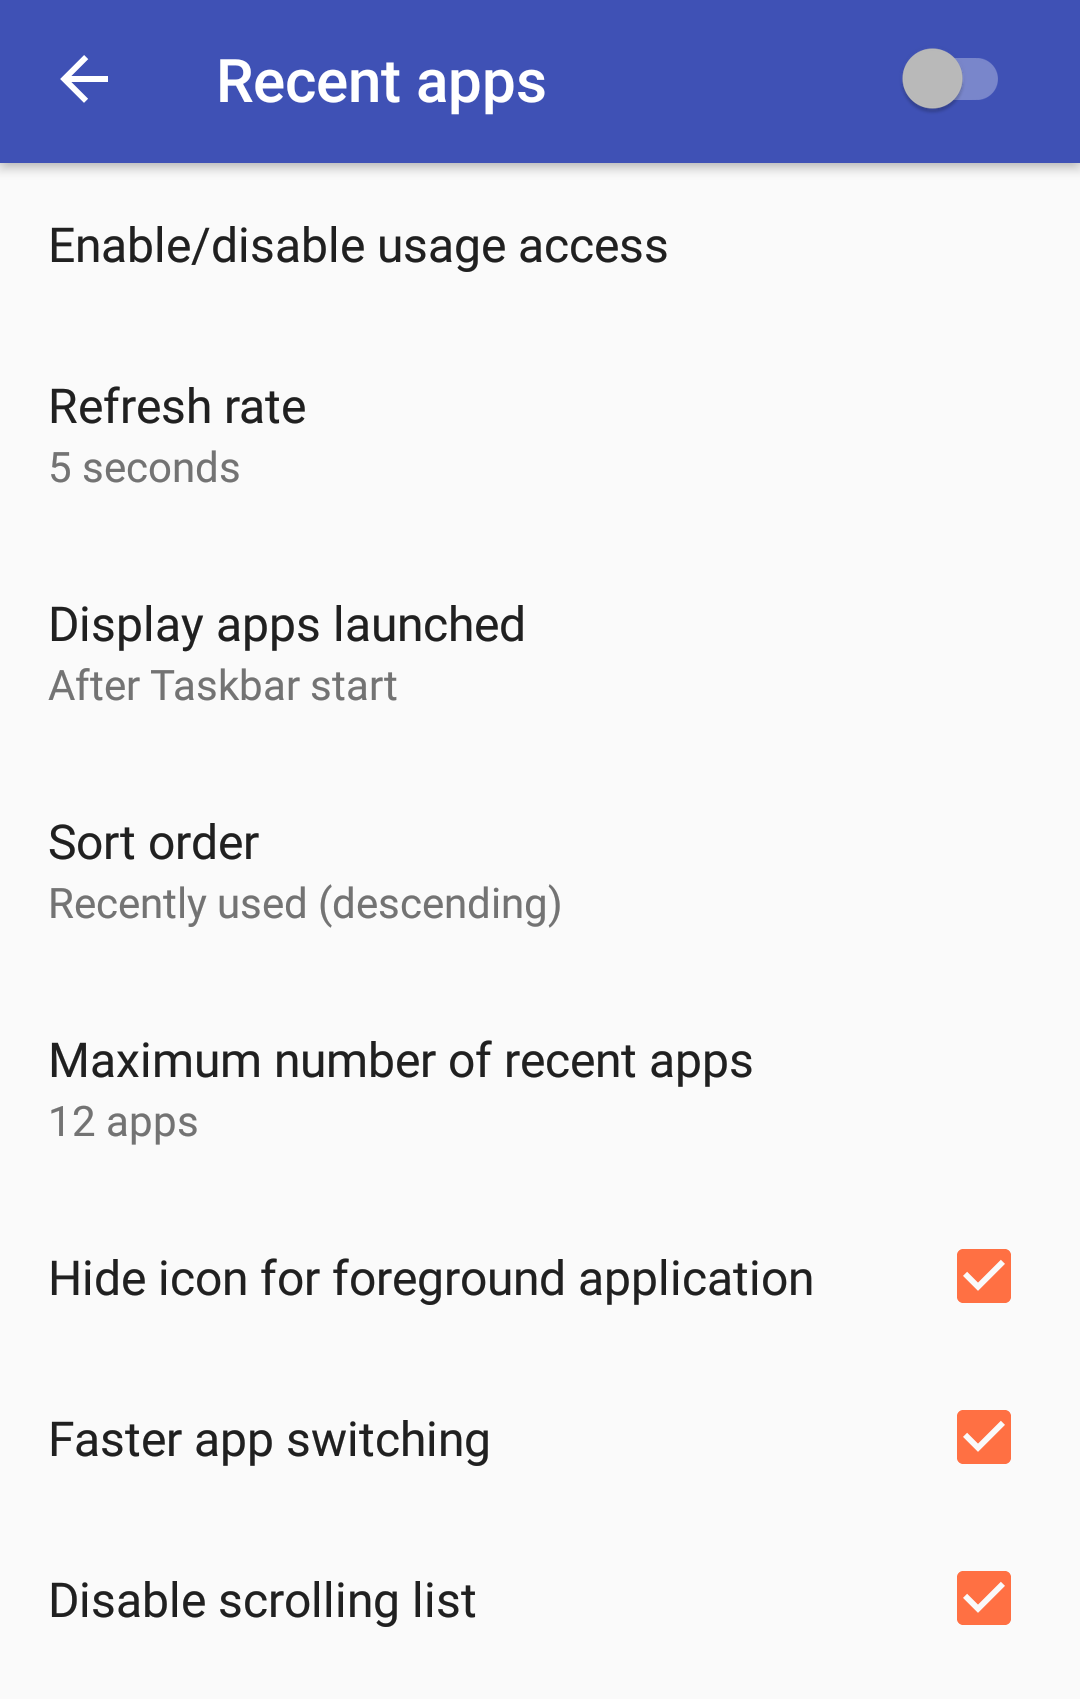 Recent apps
Enable/disable usage access
Refresh rate
5 seconds
Display apps launched
After Taskbar start
Sort order
Recently used (descending)
Maximum number of recent apps
12 apps
Hide icon for foreground application
Faster app switching
Disable scrolling list